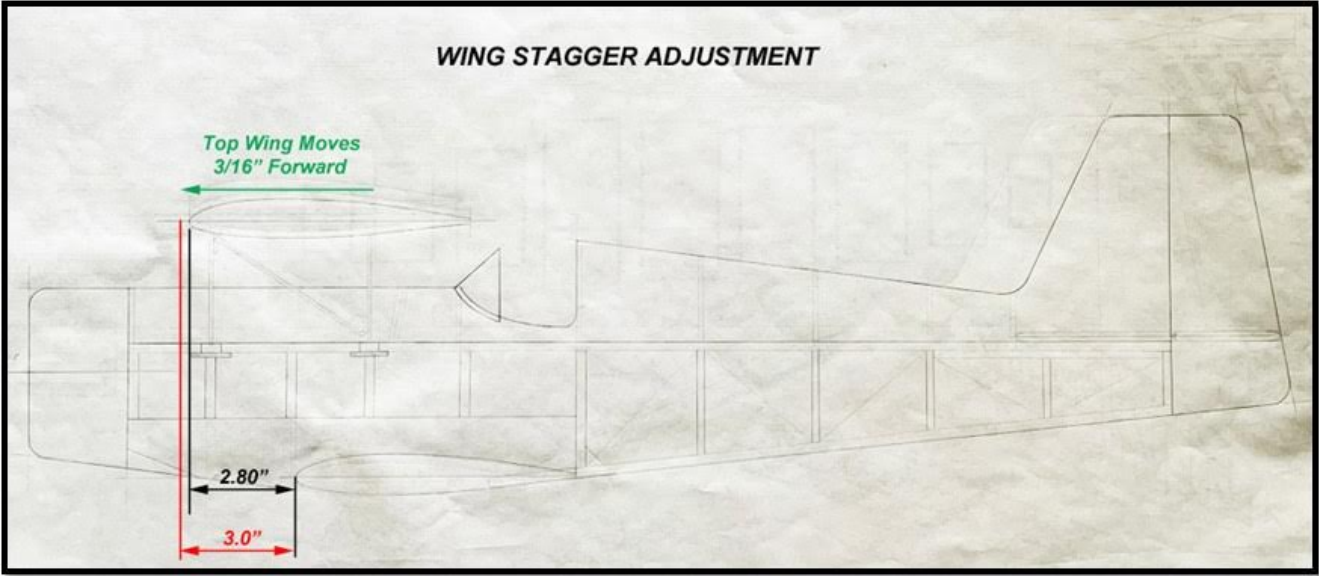 WING STAGGER ADJUSTMENT
Top Wing Moves
3/16” Forward
2.80”
3.0”